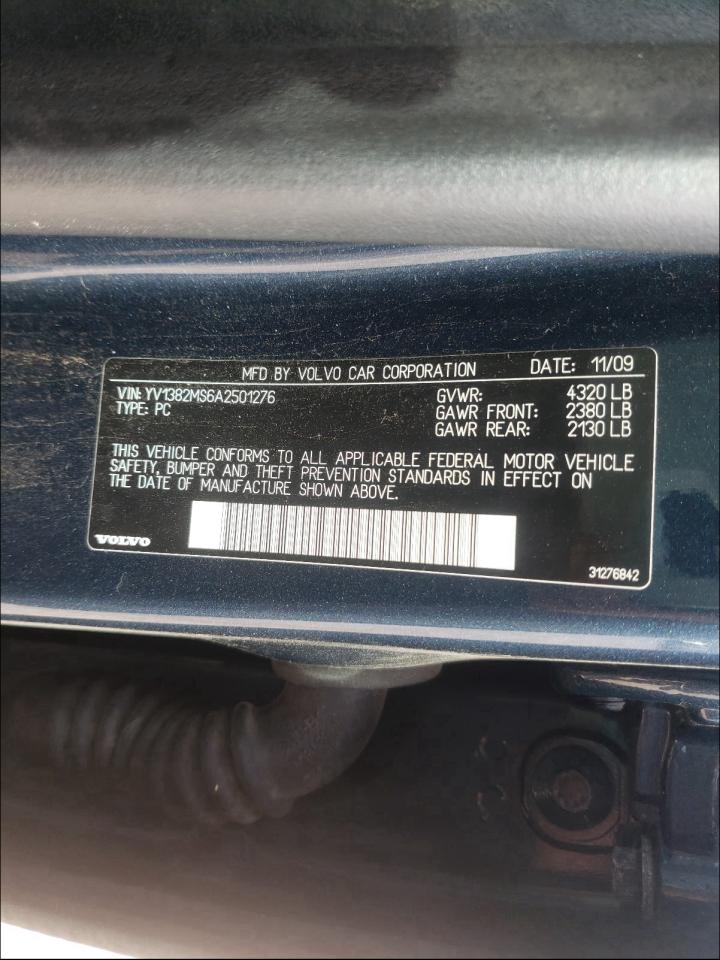 MFD BY VOLVO CAR CORPORATION DATE: 11/09
VIN: YV1382MS6A2501276 GVWR: 4320 LB
TYPE: PC GAWR FRONT: 2380 LB
GAWR REAR: 2130 LB
THIS VEHICLE CONFORMS TO ALL APPLICABLE FEDERAL MOTOR VEHICLE
SAFETY, BUMPER AND THEFT PREVENTION STANDARDS IN EFFECT ON
THE DATE OF MANUFACTURE SHOWN ABOVE.
VOLVO
31276842